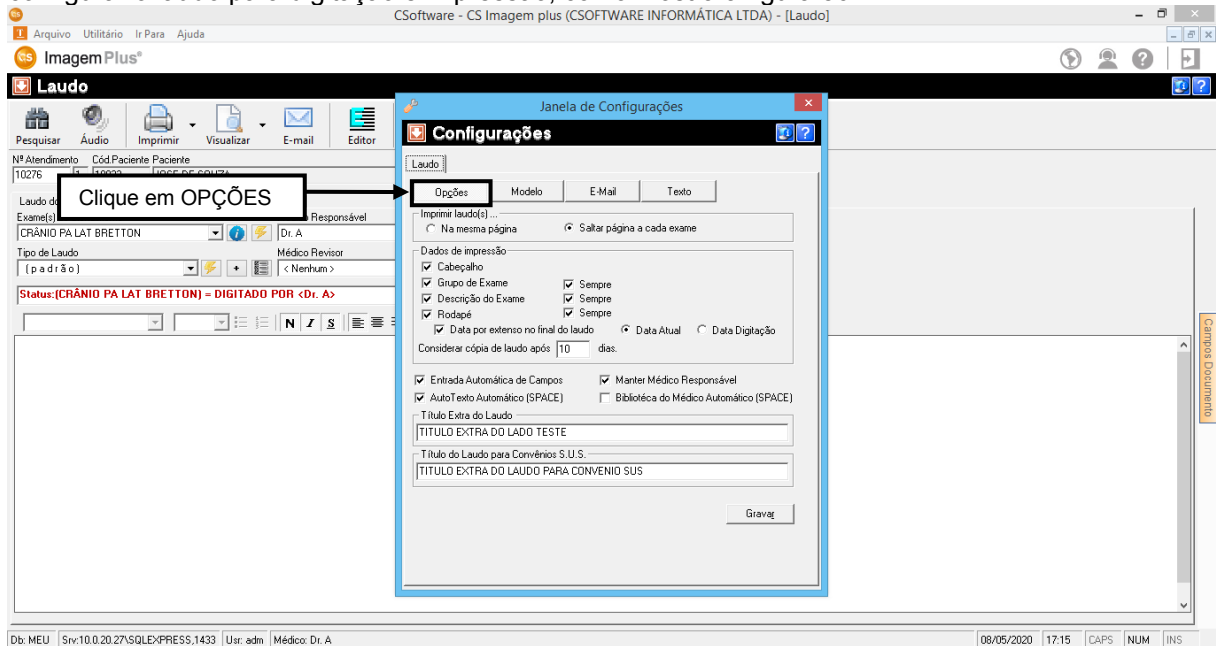 CSoftware - CS Imagem plus (CSOFTWARE INFORMÁTICA LTDA) - [Laudo]
Arquivo Utilitário Ir Para Ajuda
ImagemPlus®
Laudo
Pesquisar Áudio Imprimir Visualizar E-mail Editor
Nª Atendimento Cód.Paciente Paciente
10276 1
Clique em OPÇÕES
Exame(s) Responsável
CRÂNIO PA LAT BRETTON Dr. A
Tipo de Laudo Médico Revisor
(padrão) < Nenhum >
Status:(CRÂNIO PA LAT BRETTON) = DIGITADO POR <Dr. A>
N I S
Janela de Configurações
Configurações
Laudo
Opções Modelo E-Mail Texto
Imprimir laudo(s) ...
Na mesma página Saltar página a cada exame
Dados de impressão
Cabeçalho
Grupo de Exame Sempre
Descrição do Exame Sempre
Rodapé Sempre
Data por extenso no final do laudo Data Atual Data Digitação
Considerar cópia de laudo após 10 dias.
Entrada Automática de Campos Manter Médico Responsável
AutoTexto Automático (SPACE) Bibliotéca do Médico Automático (SPACE)
Título Extra do Laudo
TITULO EXTRA DO LADO TESTE
Título do Laudo para Convênios S.U.S.
TITULO EXTRA DO LAUDO PARA CONVENIO SUS
Gravar
Campos Documento
Db: MEU Srv:10.0.20.27\SQLEXPRESS,1433 Usr: adm Médico: Dr. A 08/05/2020 17:15 CAPS NUM INS